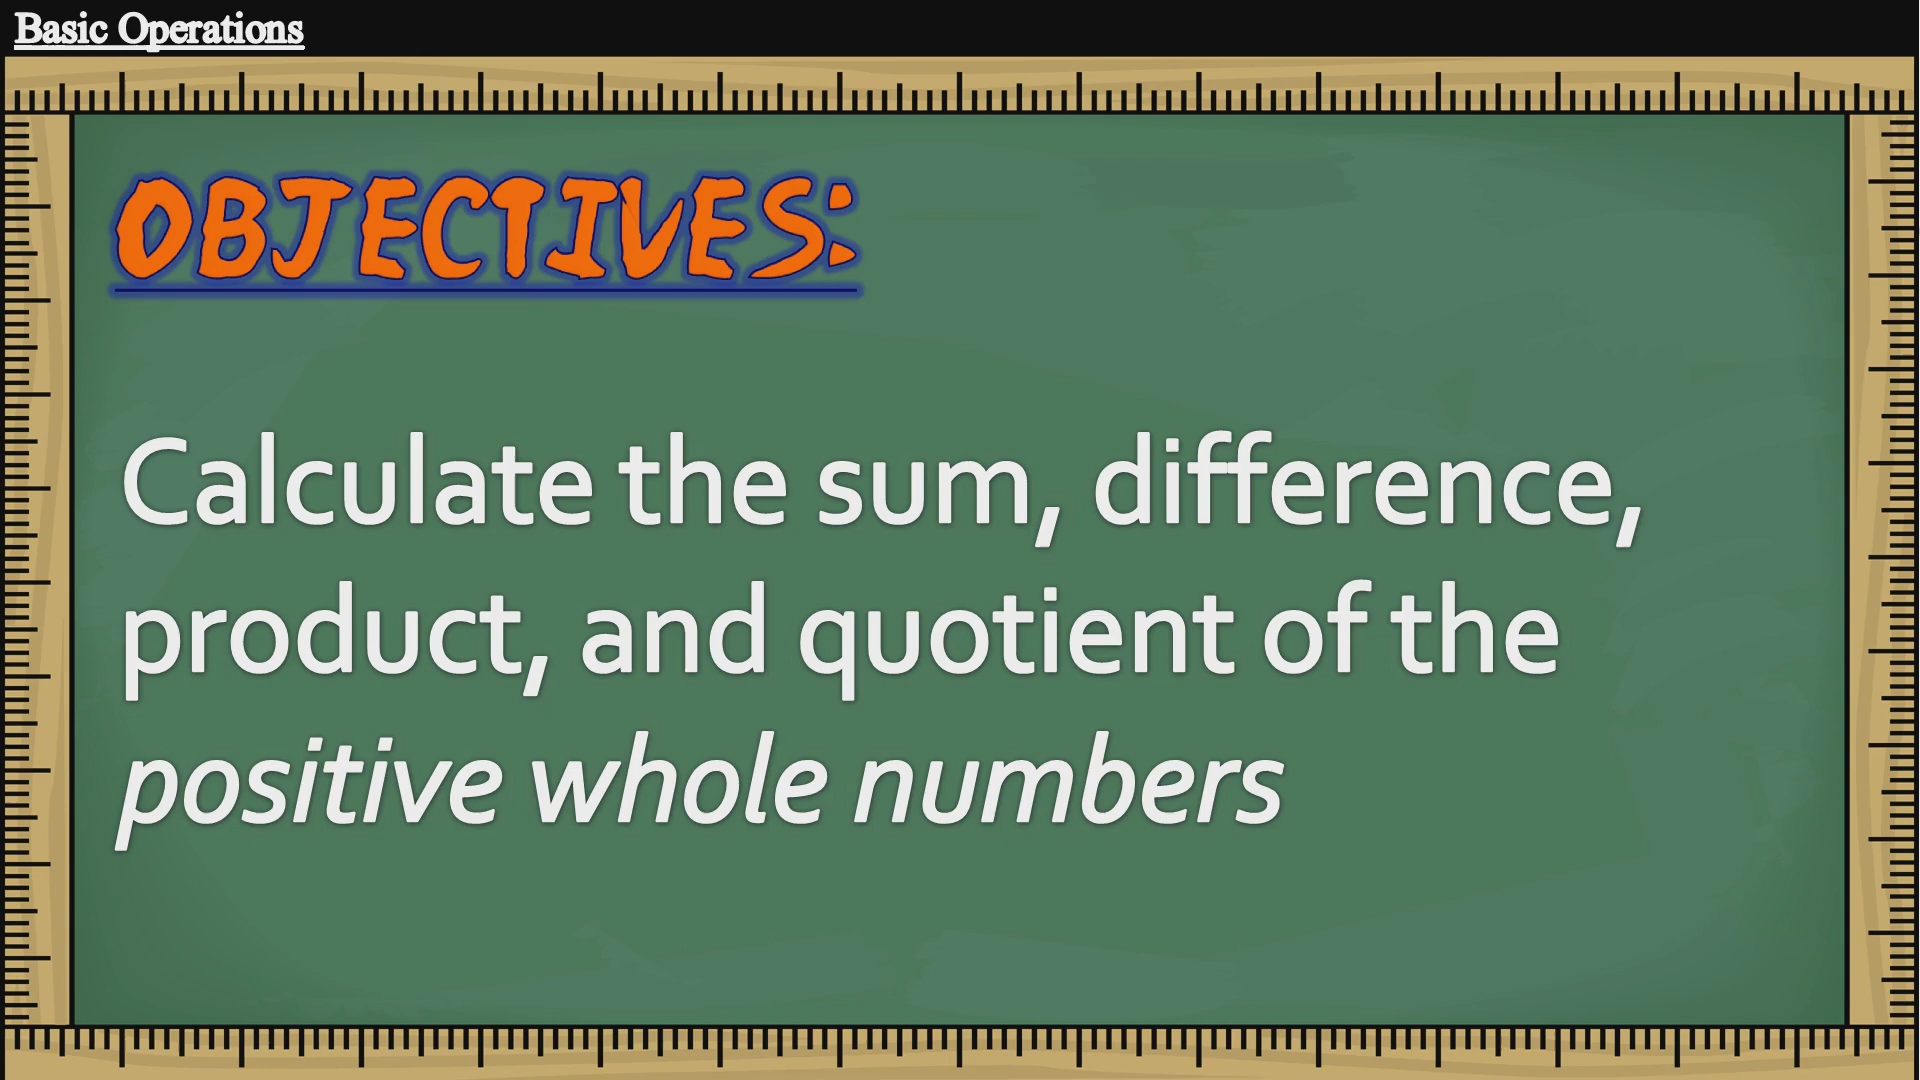 Basic Operations
OBJECTIVES:
Calculate the sum, difference,
product, and quotient of the
positive whole numbers